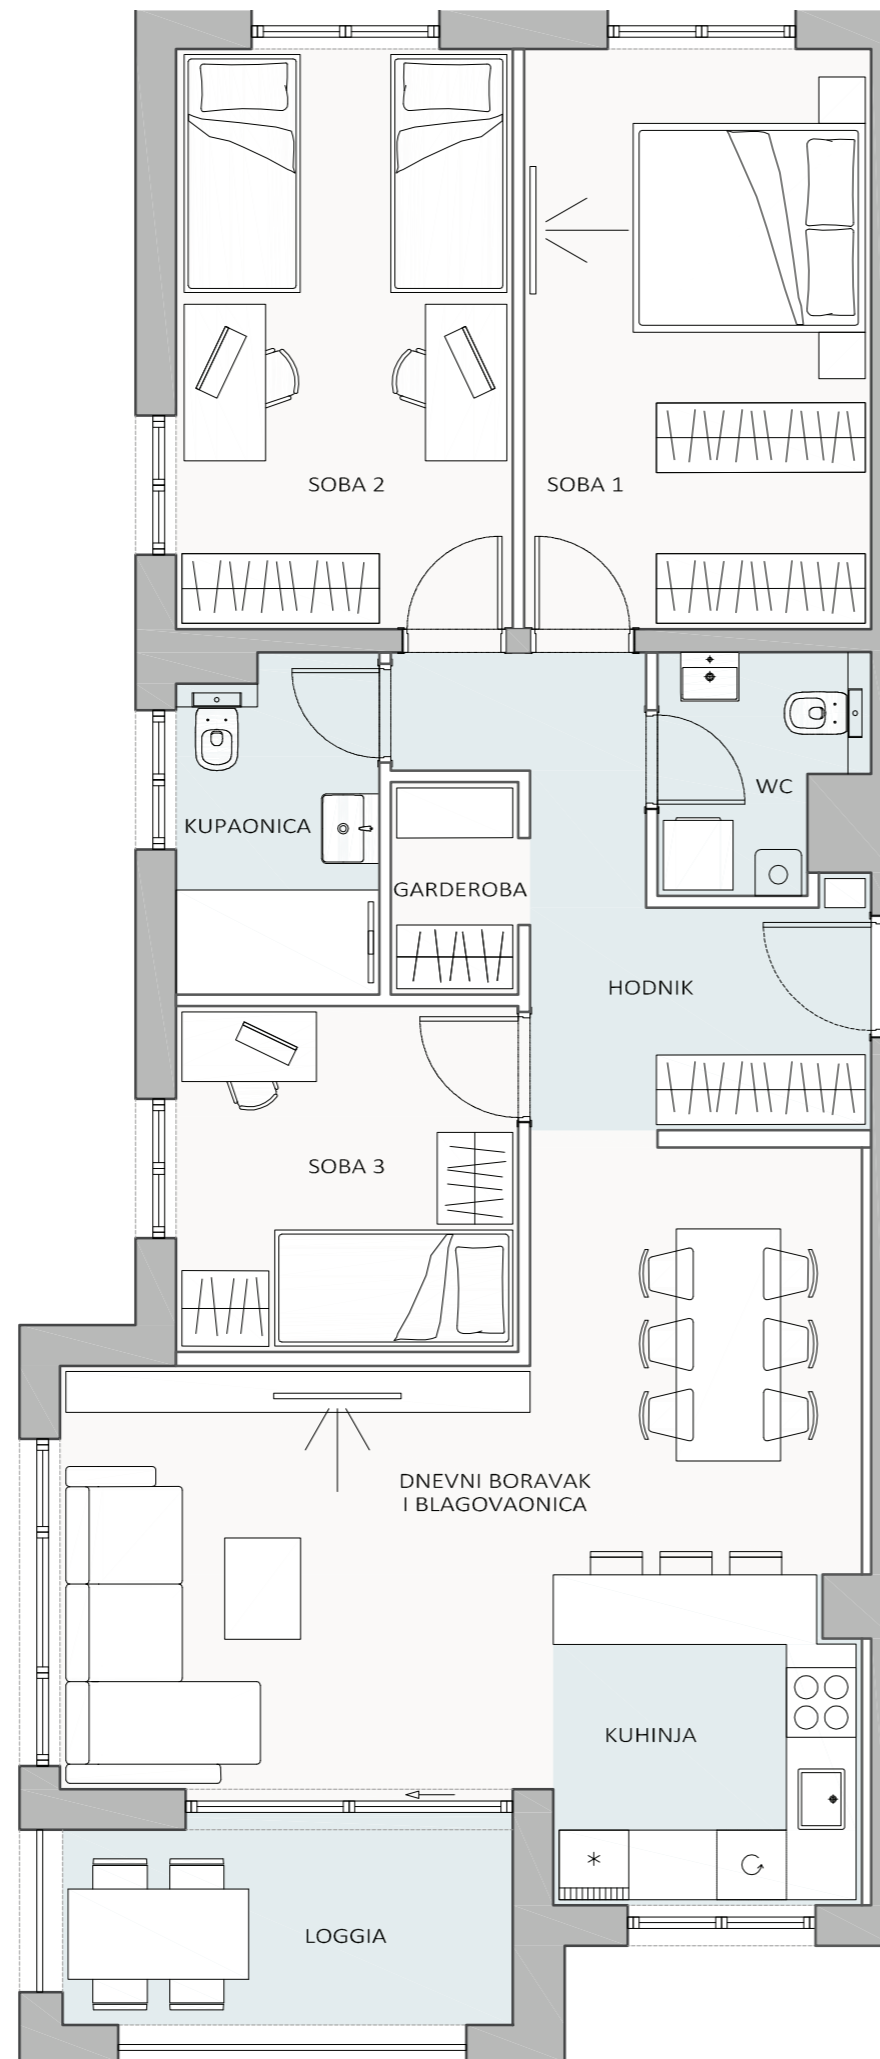 SOBA 2
SOBA 1
WC
KUPAONICA
GARDEROBA
HODNIK
SOBA 3
DNEVNI BORAVAK
I BLAGOVAONICA
KUHINJA
LOGGIA